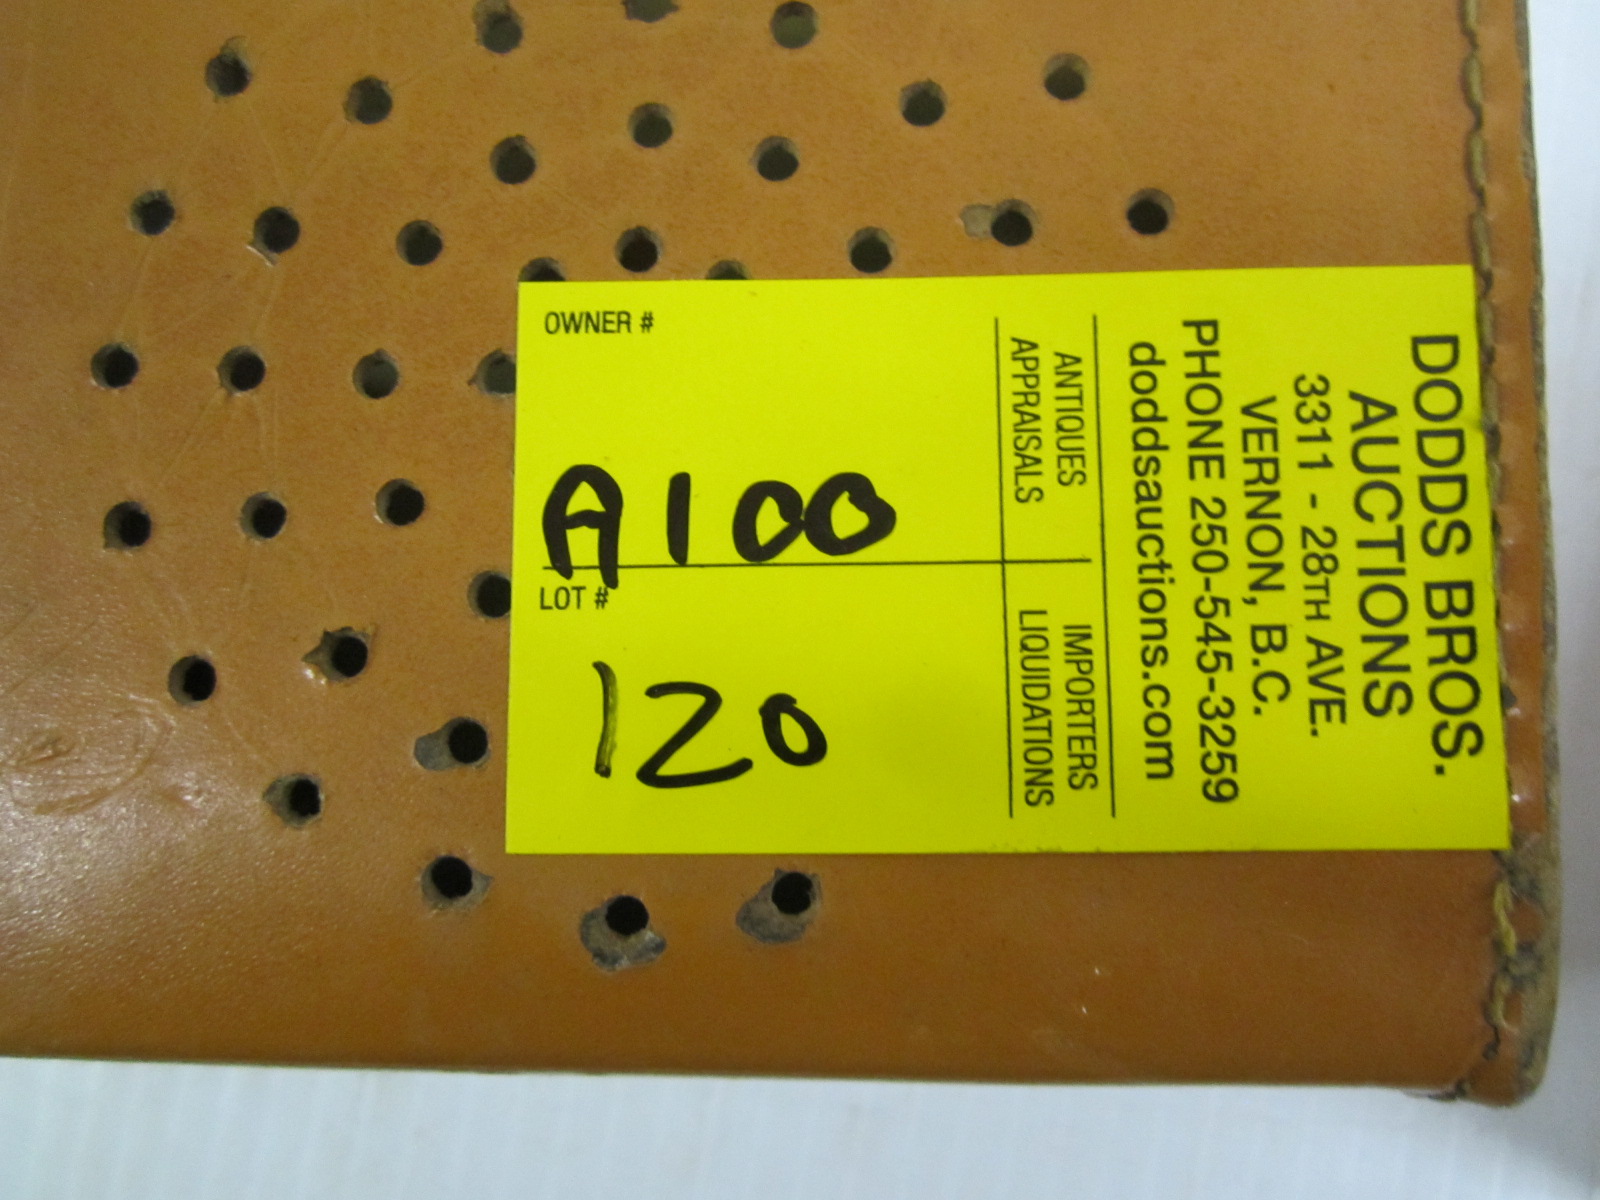 DODDS BROS.
AUCTIONS
3311 - 28TH AVE.
VERNON, B.C.
PHONE 250-545-3259
doddsauctions.com
ANTIQUES
APPRAISALS
IMPORTERS
LIQUIDATIONS
OWNER #
A100
LOT #
120